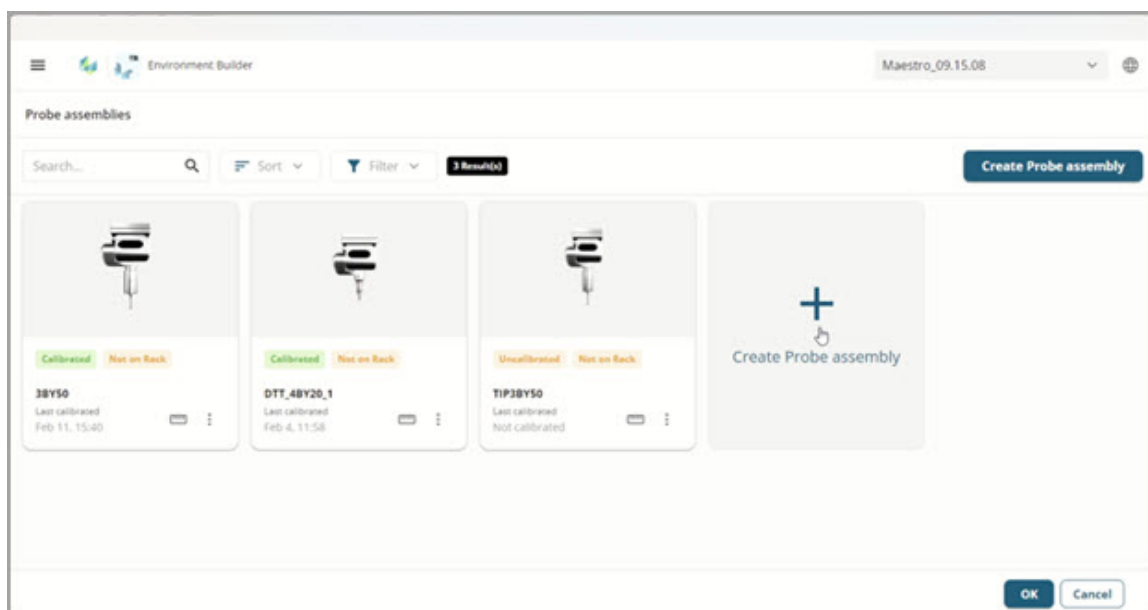 Environment Builder
Maestro_09.15.08
Probe assemblies
Search...
Sort
Filter
3 Result(s)
Create Probe assembly
Calibrated
Not on Rack
3BY50
Last calibrated
Feb 11, 15:40
Calibrated
Not on Rack
DTT_4BY20_1
Last calibrated
Feb 4, 11:58
Uncalibrated
Not on Rack
TIP3BY50
Last calibrated
Not calibrated
Create Probe assembly
OK
Cancel